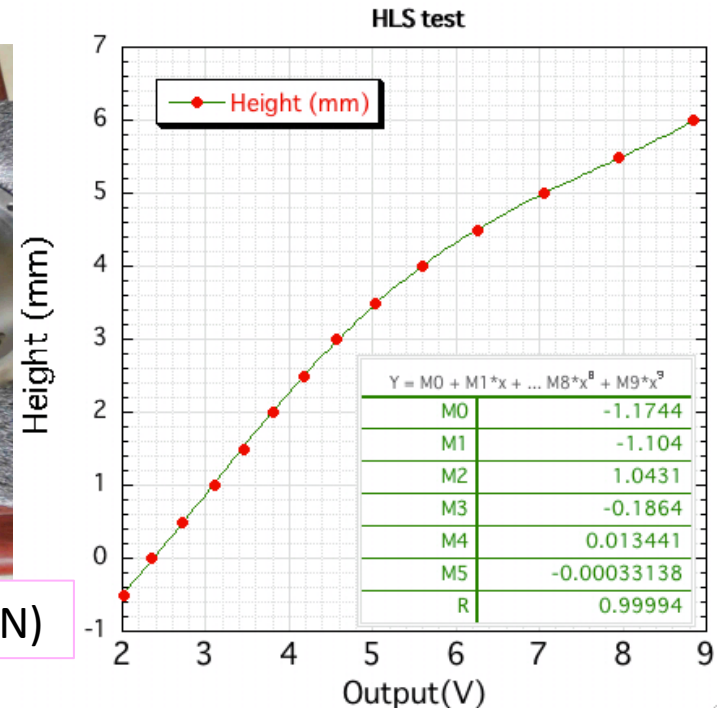 HLS test
7
6
5
4
3
2
1
0
-1
Height (mm)
Height (mm)
Y = M0 + M1*x + ... M8*x⁸ + M9*x⁹
M0 -1.1744
M1 -1.104
M2 1.0431
M3 -0.1864
M4 0.013441
M5 -0.00033138
R 0.99994
N)
2 3 4 5 6 7 8 9
Output(V)